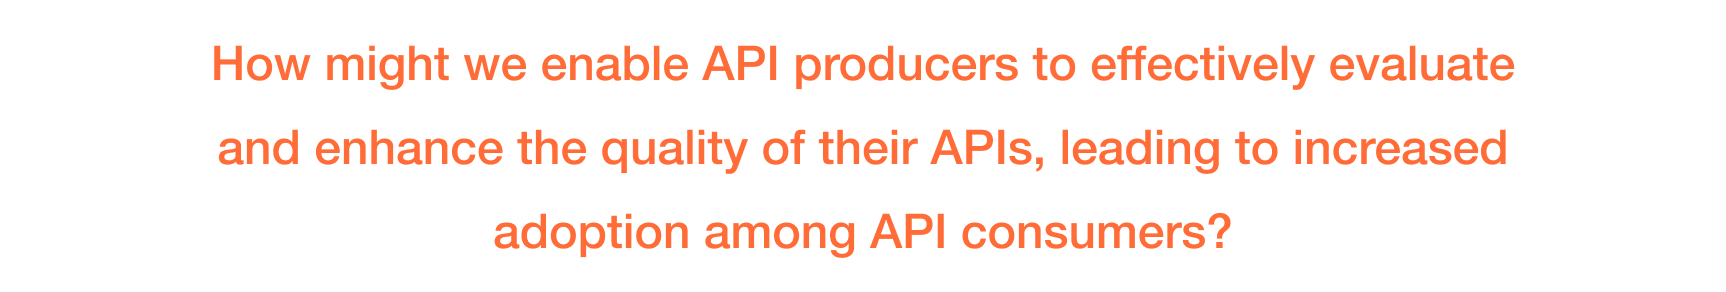 How might we enable API producers to effectively evaluate
and enhance the quality of their APIs, leading to increased
adoption among API consumers?